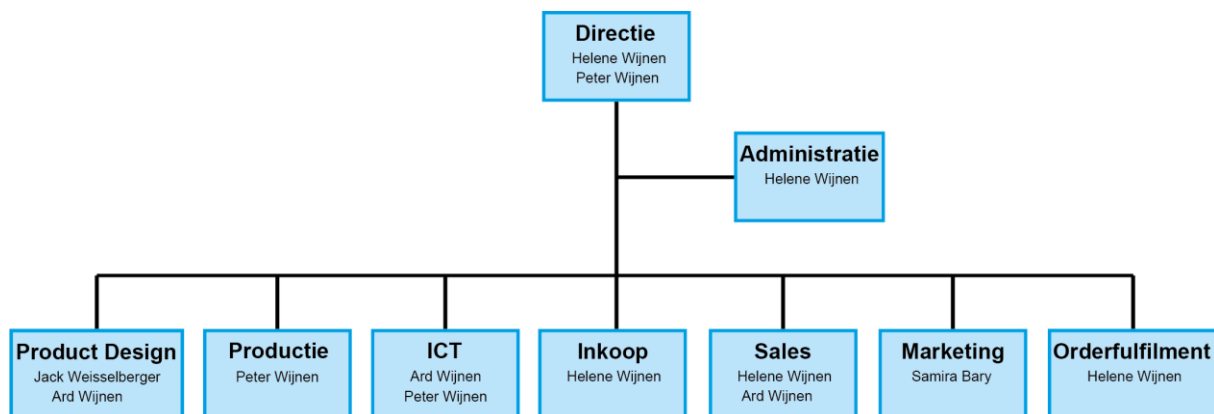 Directie
Helene Wijnen
Peter Wijnen
Administratie
Helene Wijnen
Product Design
Jack Weisselberger
Ard Wijnen
Productie
Peter Wijnen
ICT
Ard Wijnen
Peter Wijnen
Inkoop
Helene Wijnen
Sales
Helene Wijnen
Ard Wijnen
Marketing
Samira Bary
Orderfulfilment
Helene Wijnen